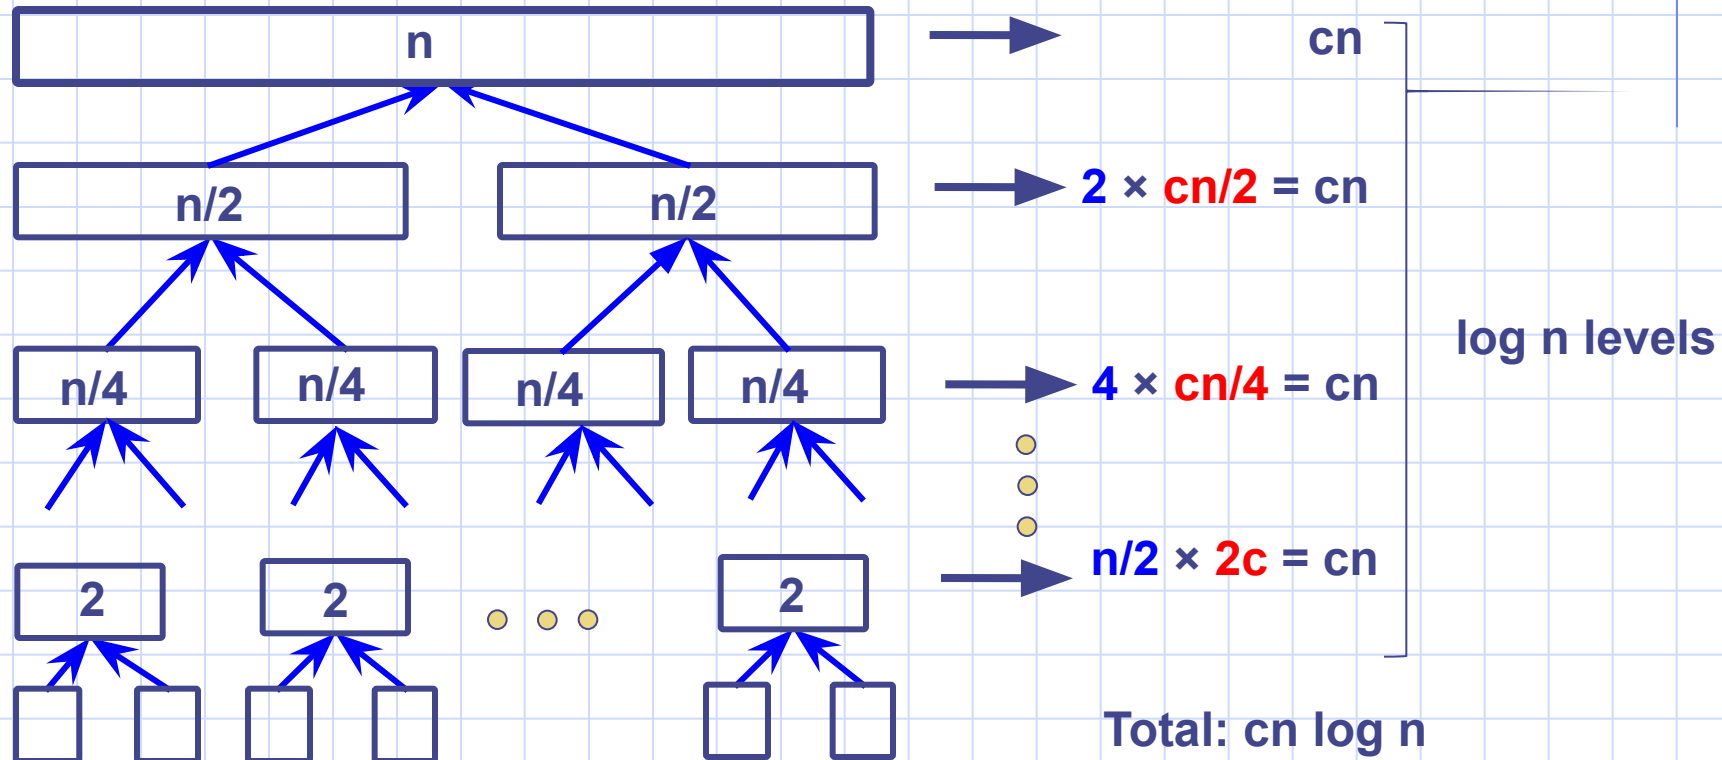 n cn
n/2 n/2 2 × cn/2 = cn
log n levels
n/4 n/4 n/4 n/4 4 × cn/4 = cn
n/2 × 2c = cn
2 2 2
Total: cn log n